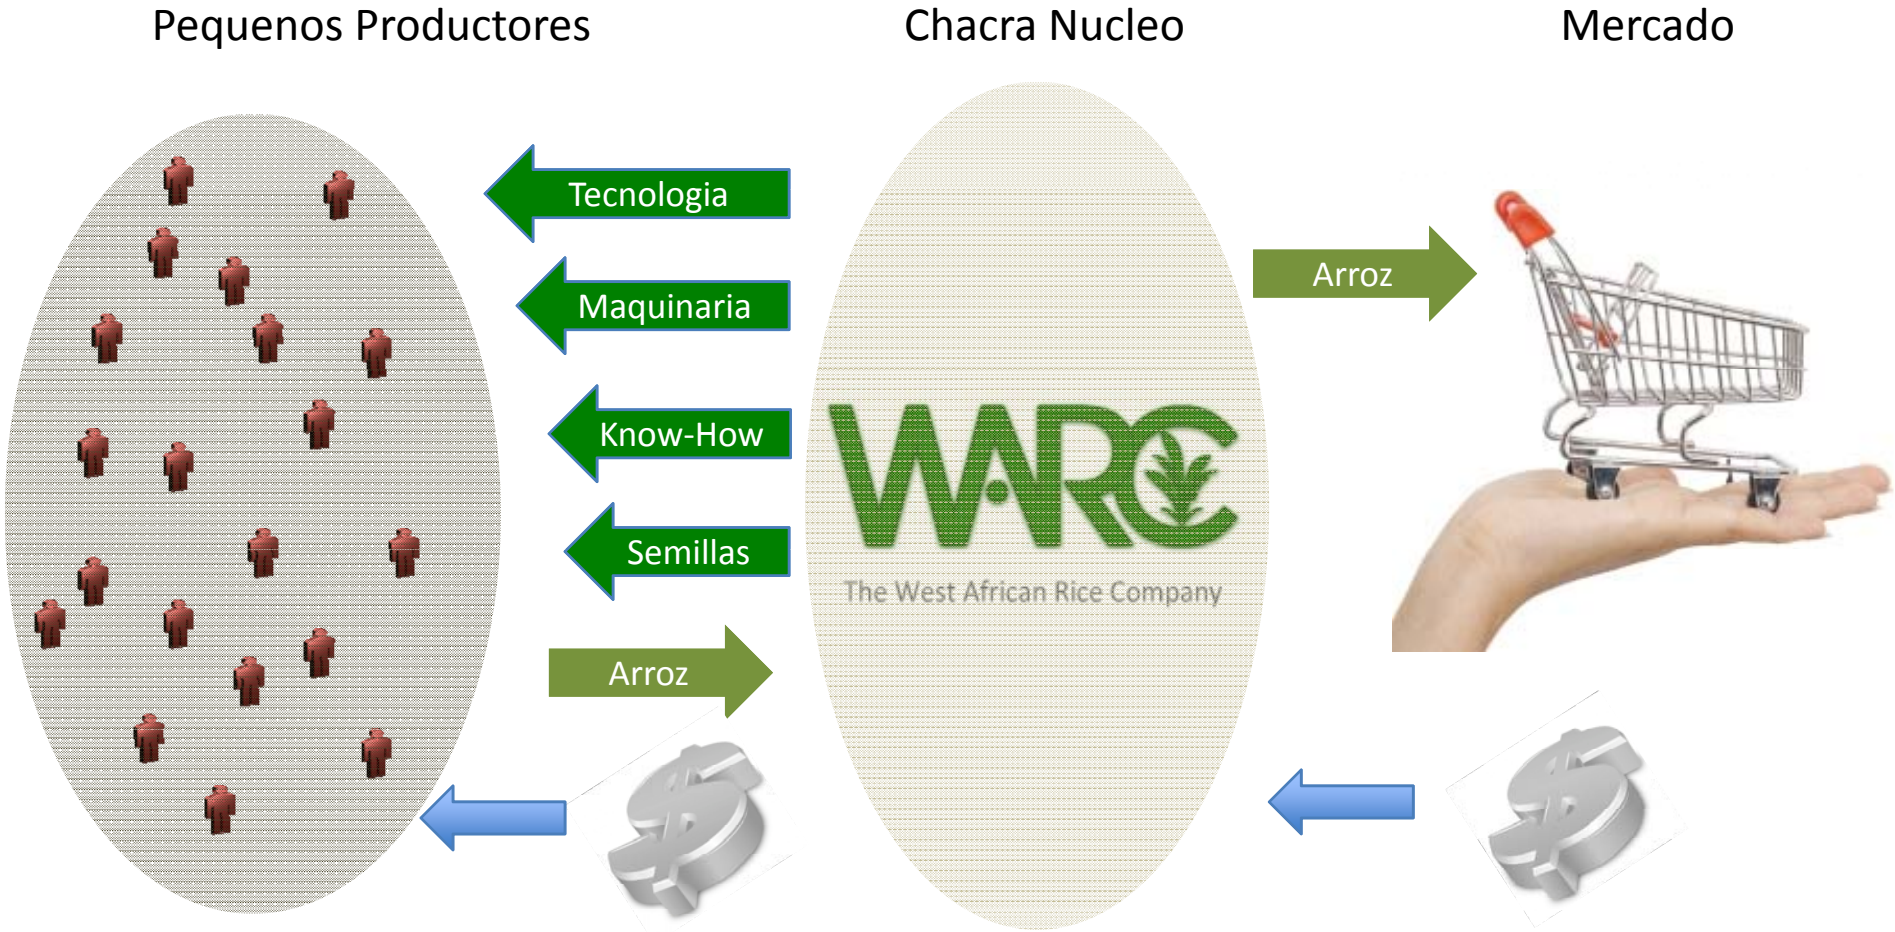 Pequenos Productores
Chacra Nucleo
Mercado
Tecnologia
Maquinaria
Know-How
Semillas
Arroz
WARC
The West African Rice Company
Arroz